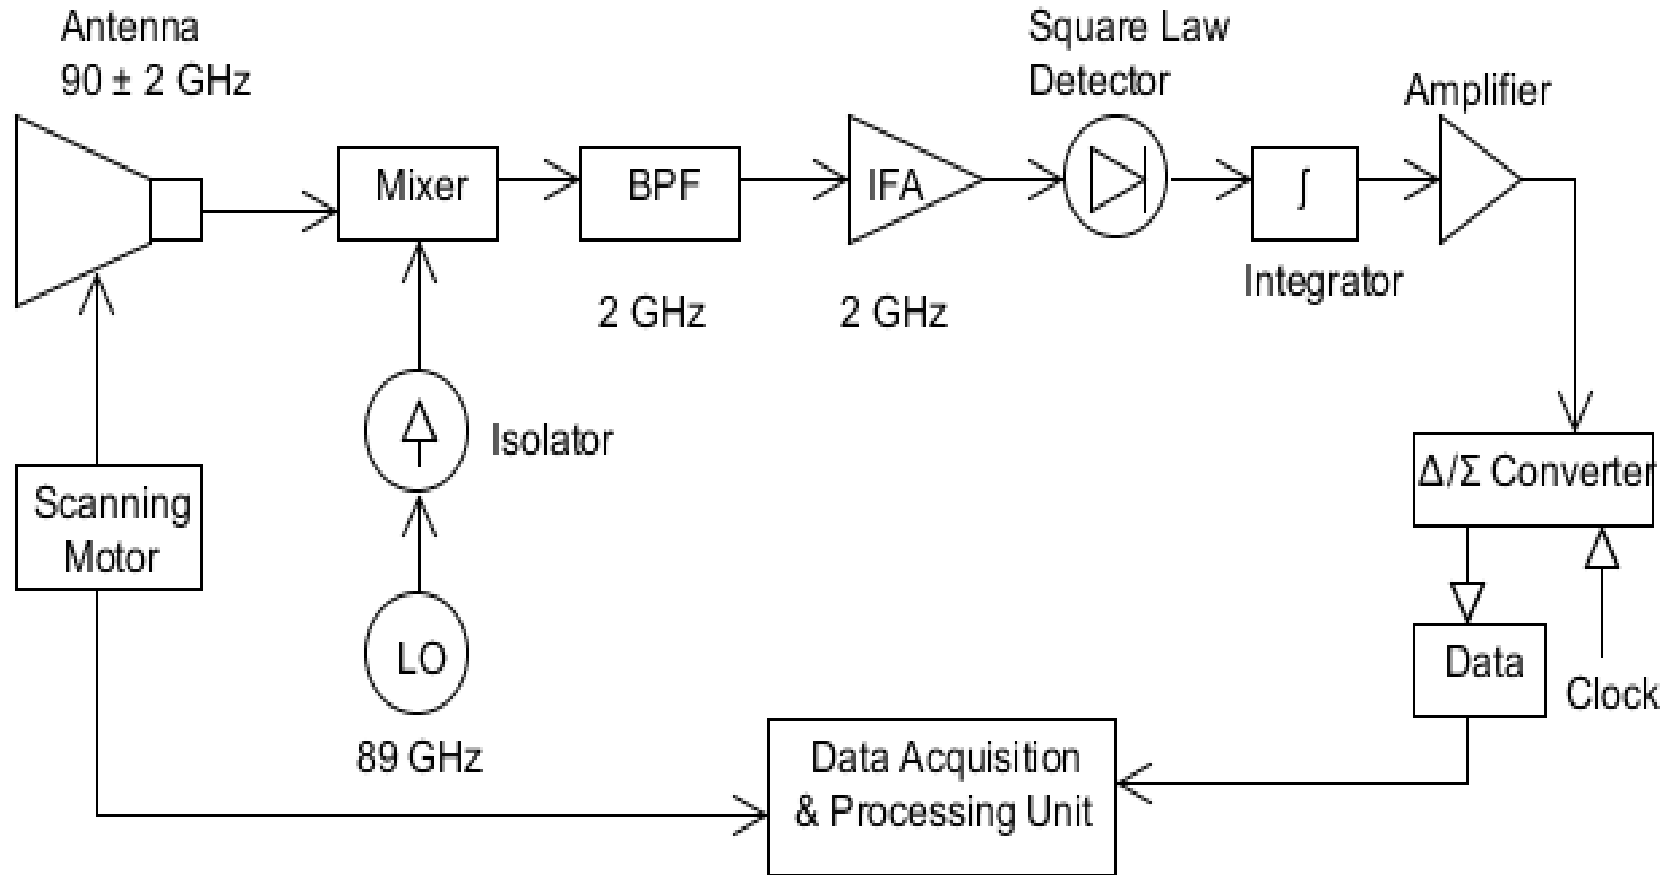 Antenna
90 ± 2 GHz
Square Law
Detector
Amplifier
Mixer
BPF
IFA
∫
Integrator
2 GHz
2 GHz
Isolator
Δ/Σ Converter
Scanning
Motor
LO
Data
Clock
89 GHz
Data Acquisition
& Processing Unit